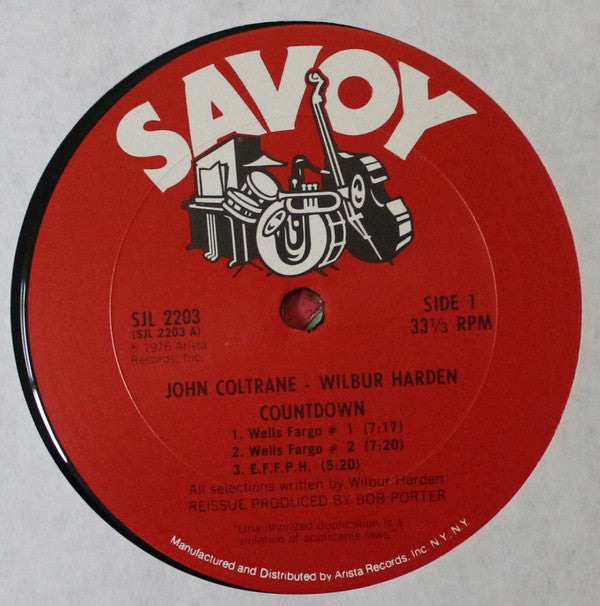 SAVOY
SJL 2203
(SJL 2203 A)
℗ 1976 Arista
Records, Inc.
SIDE 1
33⅓ RPM
JOHN COLTRANE - WILBUR HARDEN
COUNTDOWN
1. Wells Fargo # 1 (7:17)
2. Wells Fargo # 2 (7:20)
3. E.F.F.P.H. (5:20)
All selections written by Wilbur Harden
REISSUE PRODUCED BY BOB PORTER
"Unauthorized duplication is a
violation of applicable laws."
Manufactured and Distributed by Arista Records, Inc. N.Y., N.Y.